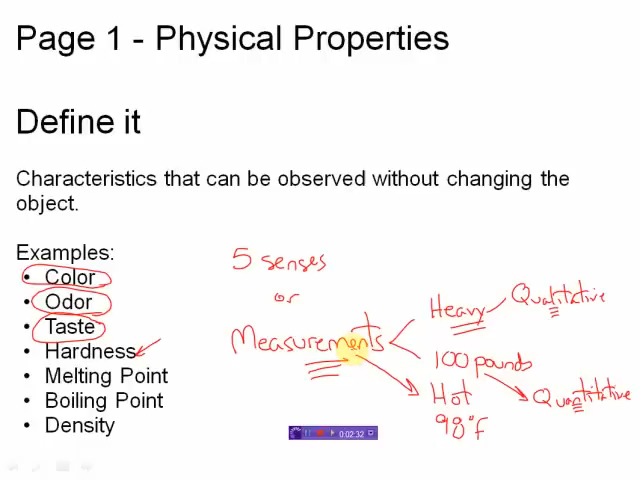 Page 1 - Physical Properties
Define it
Characteristics that can be observed without changing the
object.
Examples:
• Color
• Odor
• Taste
• Hardness
• Melting Point
• Boiling Point
• Density
5 senses
or
Measurements
Heavy
Qualitative
100 pounds
Quantitative
Hot
98°F
0:02:32